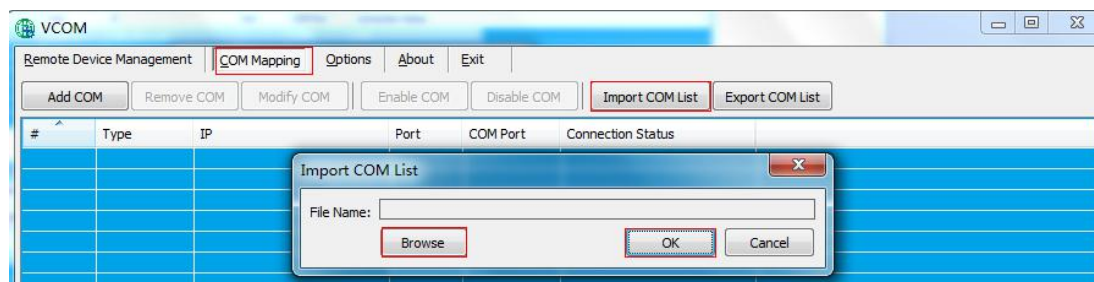 VCOM
Remote Device Management COM Mapping Options About Exit
Add COM Remove COM Modify COM Enable COM Disable COM Import COM List Export COM List
# Type IP Port COM Port Connection Status
Import COM List
File Name:
Browse OK Cancel